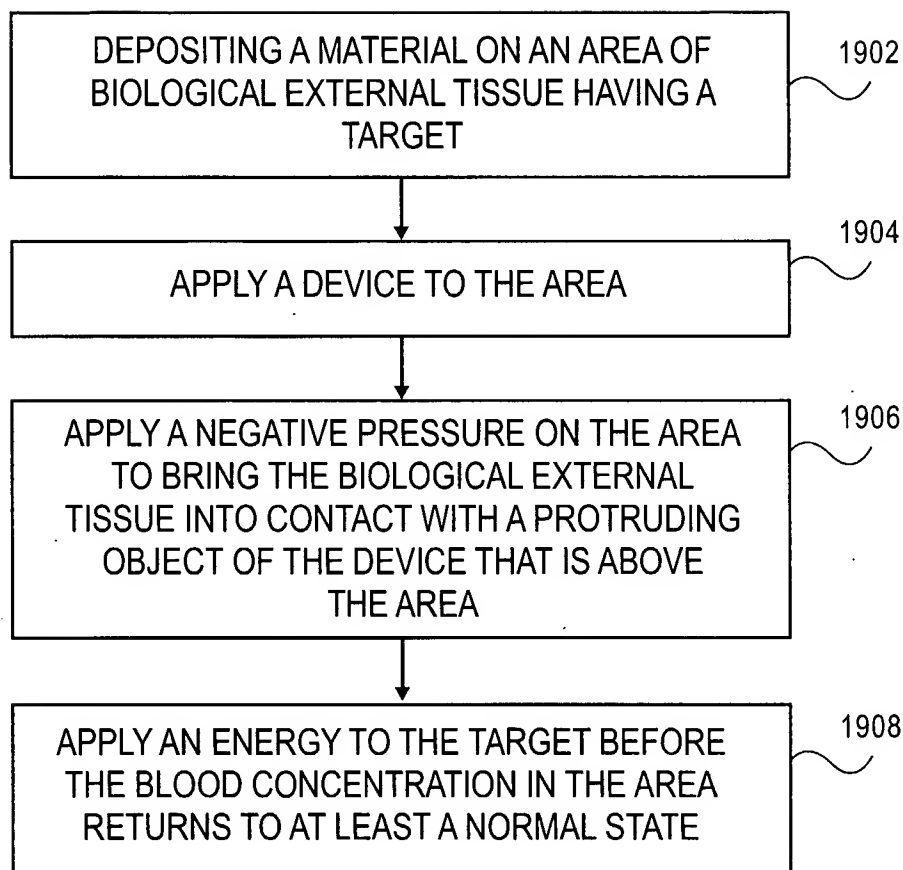 DEPOSITING A MATERIAL ON AN AREA OF
BIOLOGICAL EXTERNAL TISSUE HAVING A
TARGET
1902
APPLY A DEVICE TO THE AREA
1904
APPLY A NEGATIVE PRESSURE ON THE AREA
TO BRING THE BIOLOGICAL EXTERNAL
TISSUE INTO CONTACT WITH A PROTRUDING
OBJECT OF THE DEVICE THAT IS ABOVE
THE AREA
1906
APPLY AN ENERGY TO THE TARGET BEFORE
THE BLOOD CONCENTRATION IN THE AREA
RETURNS TO AT LEAST A NORMAL STATE
1908